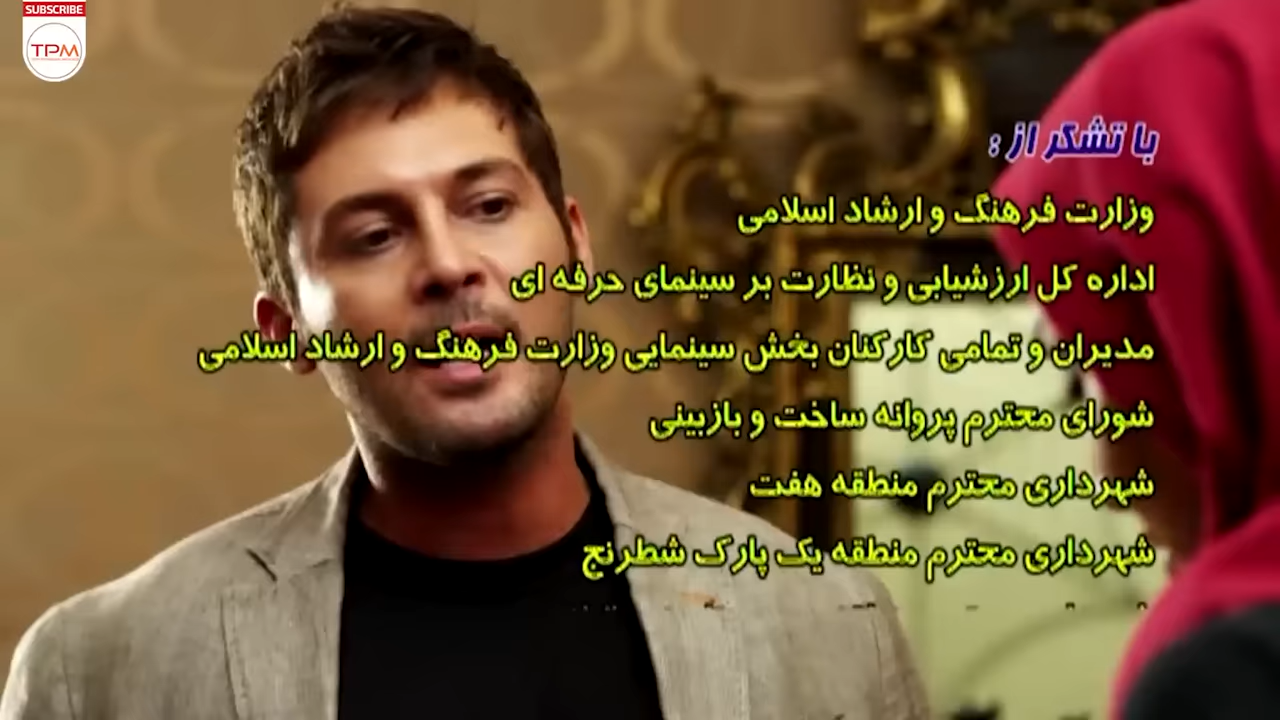 SUBSCRIBE
TPM
با تشکر از :
وزارت فرهنگ و ارشاد اسلامی
اداره کل ارزشیابی و نظارت بر سینمای حرفه ای
مدیران و تمامی کارکنان بخش سینمایی وزارت فرهنگ و ارشاد اسلامی
شورای محترم پروانه ساخت و بازبینی
شهرداری محترم منطقه هفت
شهرداری محترم منطقه یک پارک شطرنج